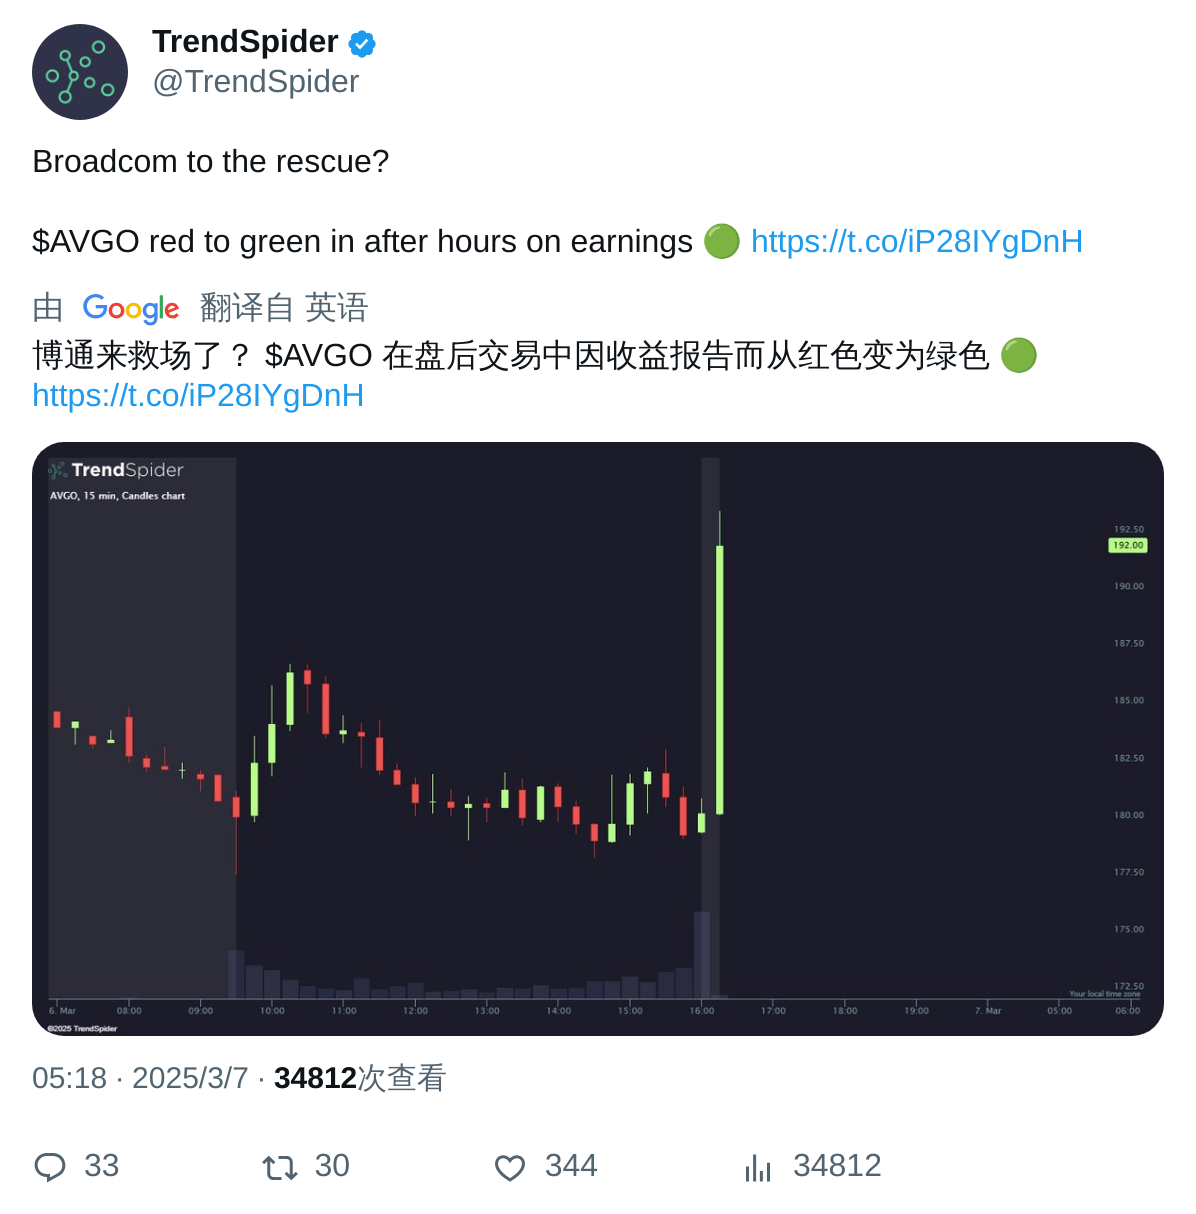 TrendSpider
@TrendSpider
Broadcom to the rescue?
$AVGO red to green in after hours on earnings 🟢 https://t.co/iP28IYgDnH
由 Google 翻译自 英语
博通来救场了？ $AVGO 在盘后交易中因收益报告而从红色变为绿色 🟢
https://t.co/iP28IYgDnH
TrendSpider
AVGO, 15 min, Candles chart
192.50
192.00
190.00
187.50
185.00
182.50
180.00
177.50
175.00
172.50
Your local time zone
6. Mar 08:00 09:00 10:00 11:00 12:00 13:00 14:00 15:00 16:00 17:00 18:00 19:00 7. Mar 05:00 06:00
©2025 TrendSpider
05:18 · 2025/3/7 · 34812次查看
33 30 344 34812